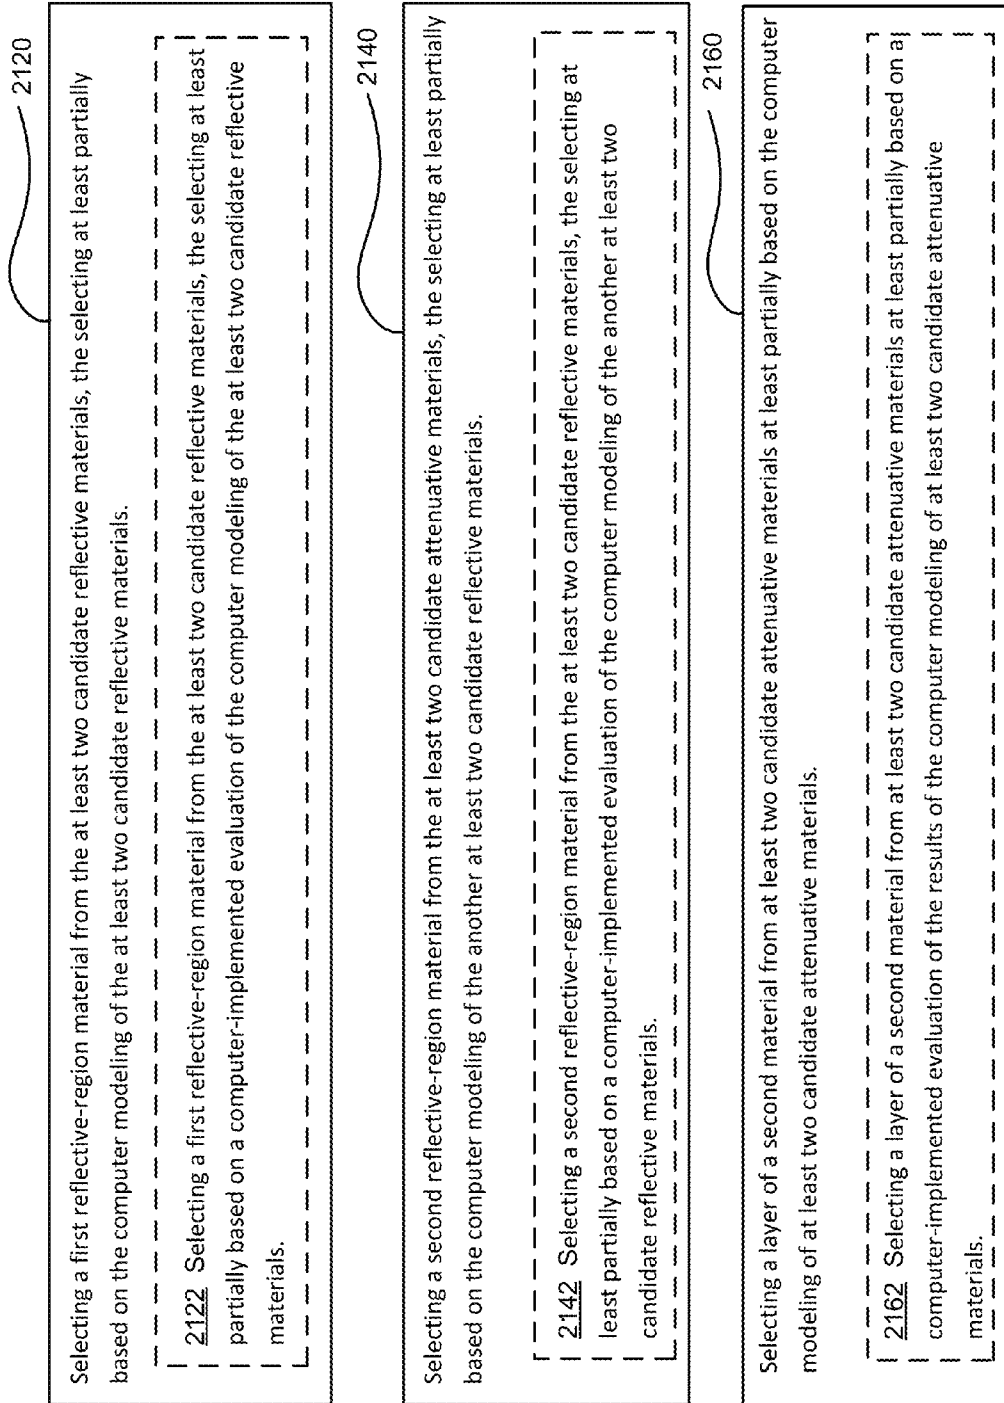 2120
Selecting a first reflective-region material from the at least two candidate reflective materials, the selecting at least partially
based on the computer modeling of the at least two candidate reflective materials.
2122 Selecting a first reflective-region material from the at least two candidate reflective materials, the selecting at least
partially based on a computer-implemented evaluation of the computer modeling of the at least two candidate reflective
materials.
2140
Selecting a second reflective-region material from the at least two candidate attenuative materials, the selecting at least partially
based on the computer modeling of the another at least two candidate reflective materials.
2142 Selecting a second reflective-region material from the at least two candidate reflective materials, the selecting at
least partially based on a computer-implemented evaluation of the computer modeling of the another at least two
candidate reflective materials.
2160
Selecting a layer of a second material from at least two candidate attenuative materials at least partially based on the computer
modeling of at least two candidate attenuative materials.
2162 Selecting a layer of a second material from at least two candidate attenuative materials at least partially based on a
computer-implemented evaluation of the results of the computer modeling of at least two candidate attenuative
materials.